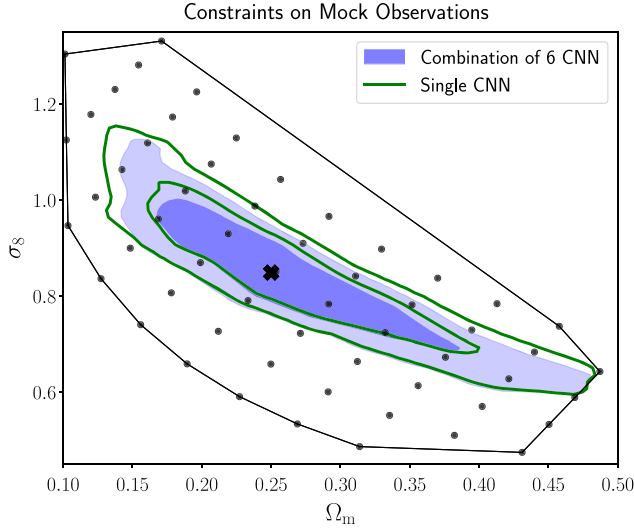 Constraints on Mock Observations
Combination of 6 CNN
Single CNN
1.2
1.0
0.8
0.6
σ₈
0.10 0.15 0.20 0.25 0.30 0.35 0.40 0.45 0.50
Ωₘ